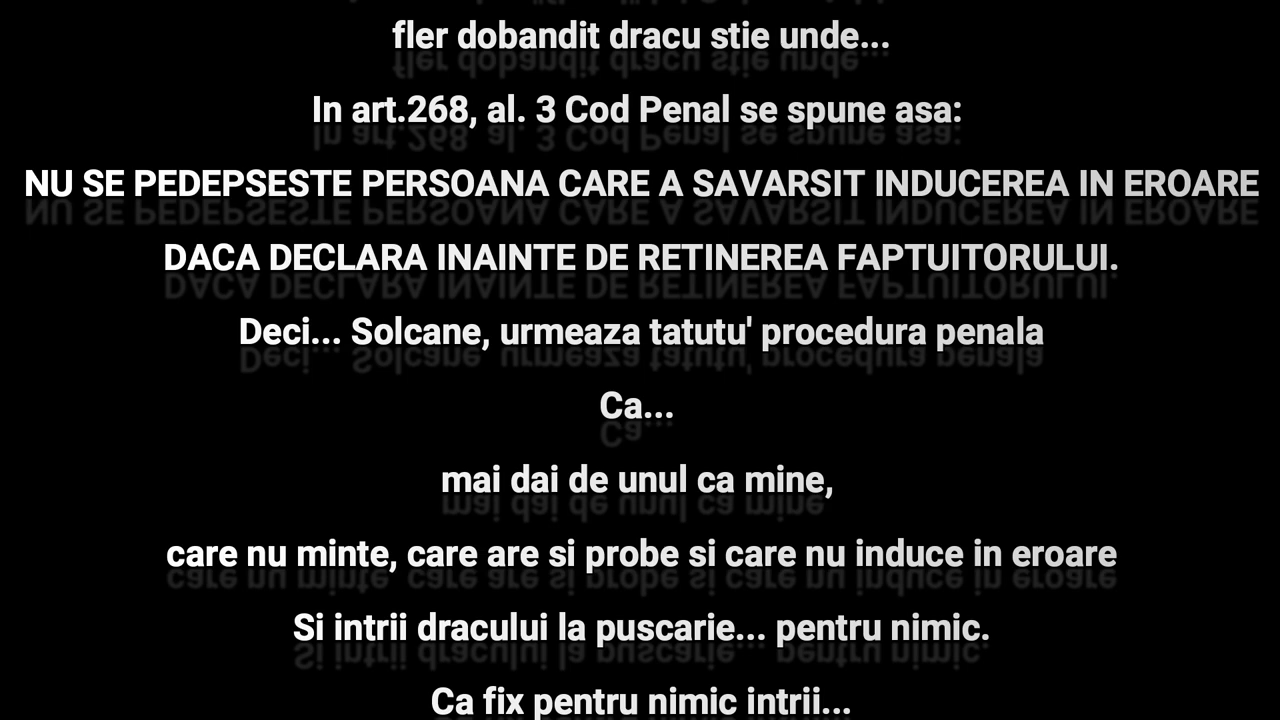 fler dobandit dracu stie unde...
In art.268, al. 3 Cod Penal se spune asa:
NU SE PEDEPSESTE PERSOANA CARE A SAVARSIT INDUCEREA IN EROARE
DACA DECLARA INAINTE DE RETINEREA FAPTUITORULUI.
Deci... Solcane, urmeaza tatutu' procedura penala
Ca...
mai dai de unul ca mine,
care nu minte, care are si probe si care nu induce in eroare
Si intrii dracului la puscarie... pentru nimic.
Ca fix pentru nimic intrii...